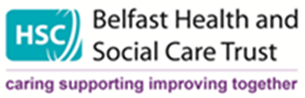 HSC
Belfast Health and
Social Care Trust
caring supporting improving together